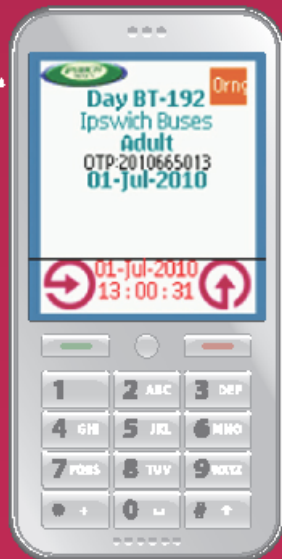 Orng
Day BT-192
Ipswich Buses
Adult
OTP:2010665013
01-Jul-2010
01-Jul-2010
13:00:31
1
2 ABC
3 DEF
4 GHI
5 JKL
6 MNO
7 PQRS
8 TUV
9 WXYZ
* +
0
#